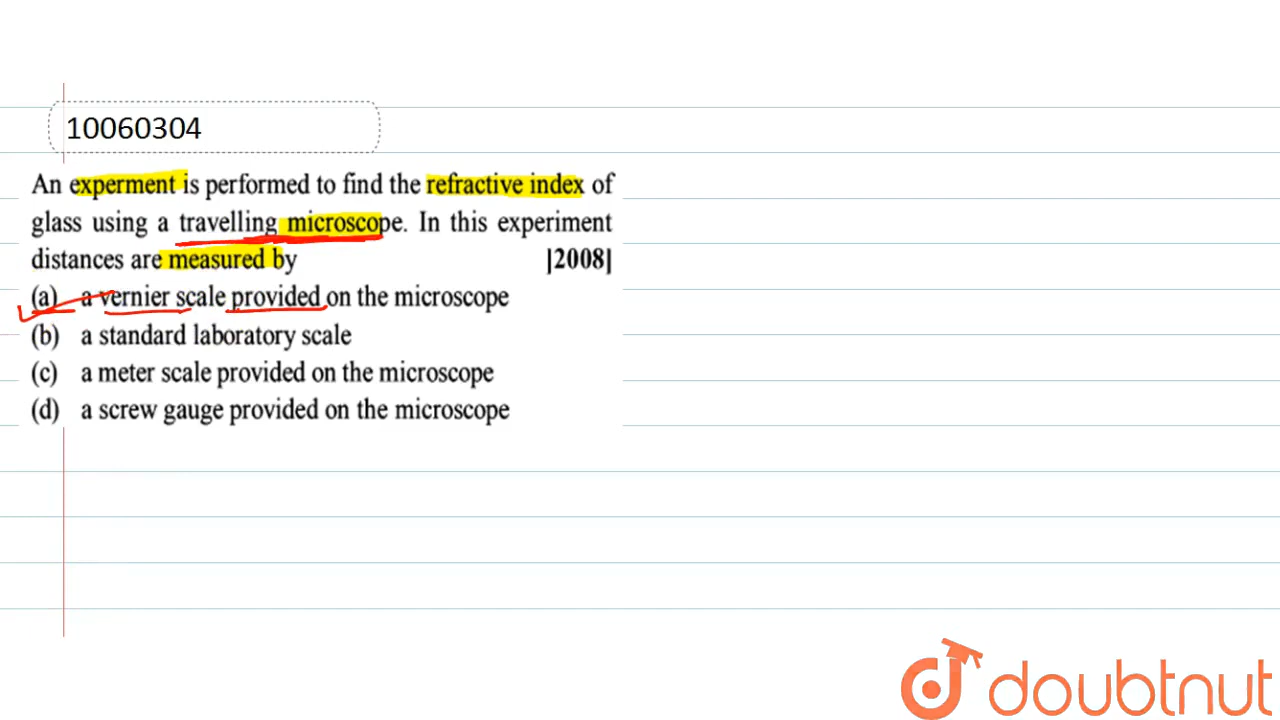 10060304
An experment is performed to find the refractive index of
glass using a travelling microscope. In this experiment
distances are measured by [2008]
(a) a vernier scale provided on the microscope
(b) a standard laboratory scale
(c) a meter scale provided on the microscope
(d) a screw gauge provided on the microscope
doubtnut